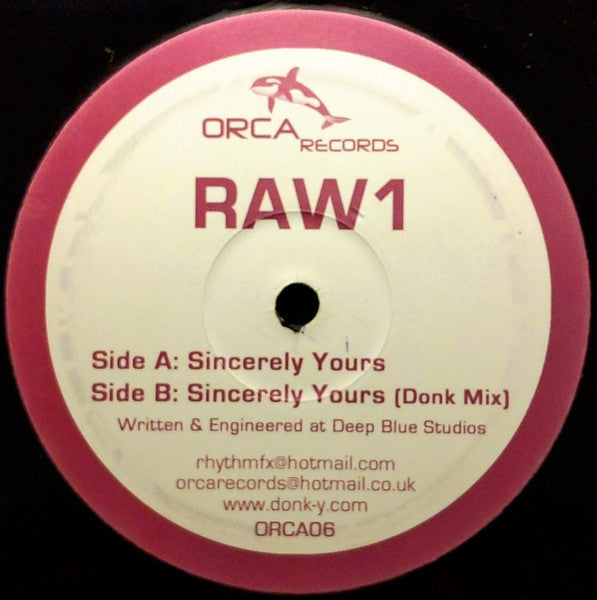 ORCA RECORDS
RAW1
Side A: Sincerely Yours
Side B: Sincerely Yours (Donk Mix)
Written & Engineered at Deep Blue Studios
rhythmfx@hotmail.com
orcarecords@hotmail.co.uk
www.donk-y.com
ORCA06